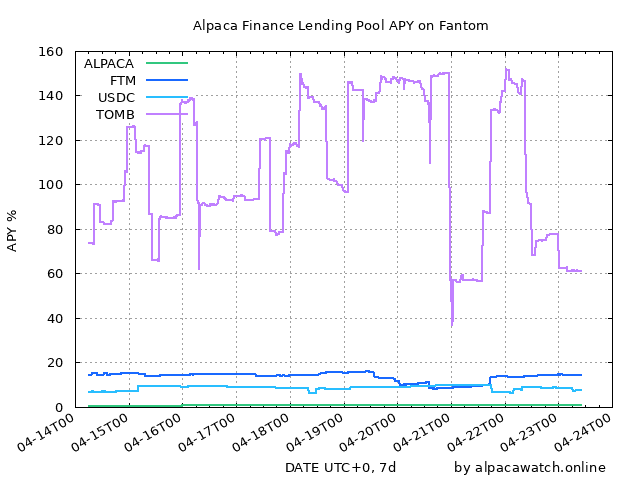 Alpaca Finance Lending Pool APY on Fantom
APY %
160
140
120
100
80
60
40
20
0
ALPACA
FTM
USDC
TOMB
04-14T00
04-15T00
04-16T00
04-17T00
04-18T00
04-19T00
04-20T00
04-21T00
04-22T00
04-23T00
04-24T00
DATE UTC+0, 7d
by alpacawatch.online